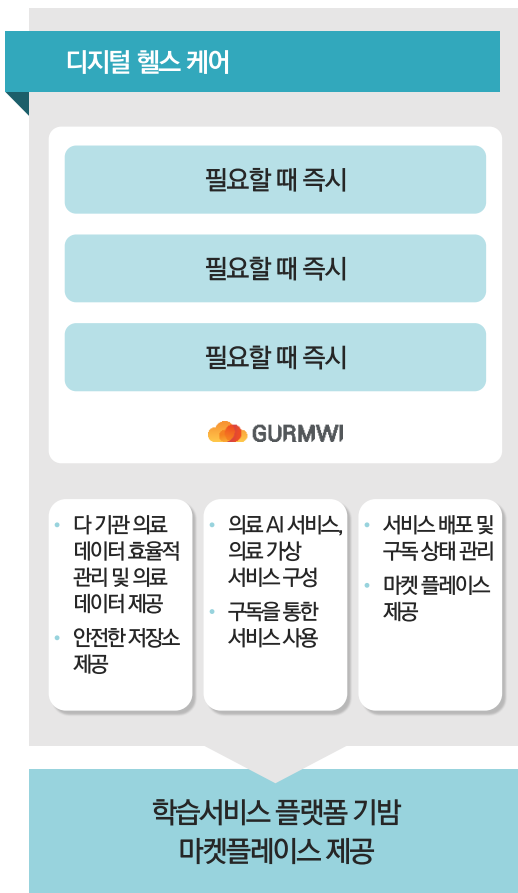 디지털 헬스 케어
필요할 때 즉시
필요할 때 즉시
필요할 때 즉시
GURMWI
• 다 기관 의료
데이터 효율적
관리 및 의료
데이터 제공
• 안전한 저장소
제공
• 의료 AI 서비스,
의료 가상
서비스 구성
• 구독을 통한
서비스 사용
• 서비스 배포 및
구독 상태 관리
• 마켓 플레이스
제공
학습서비스 플랫폼 기밤
마켓플레이스 제공